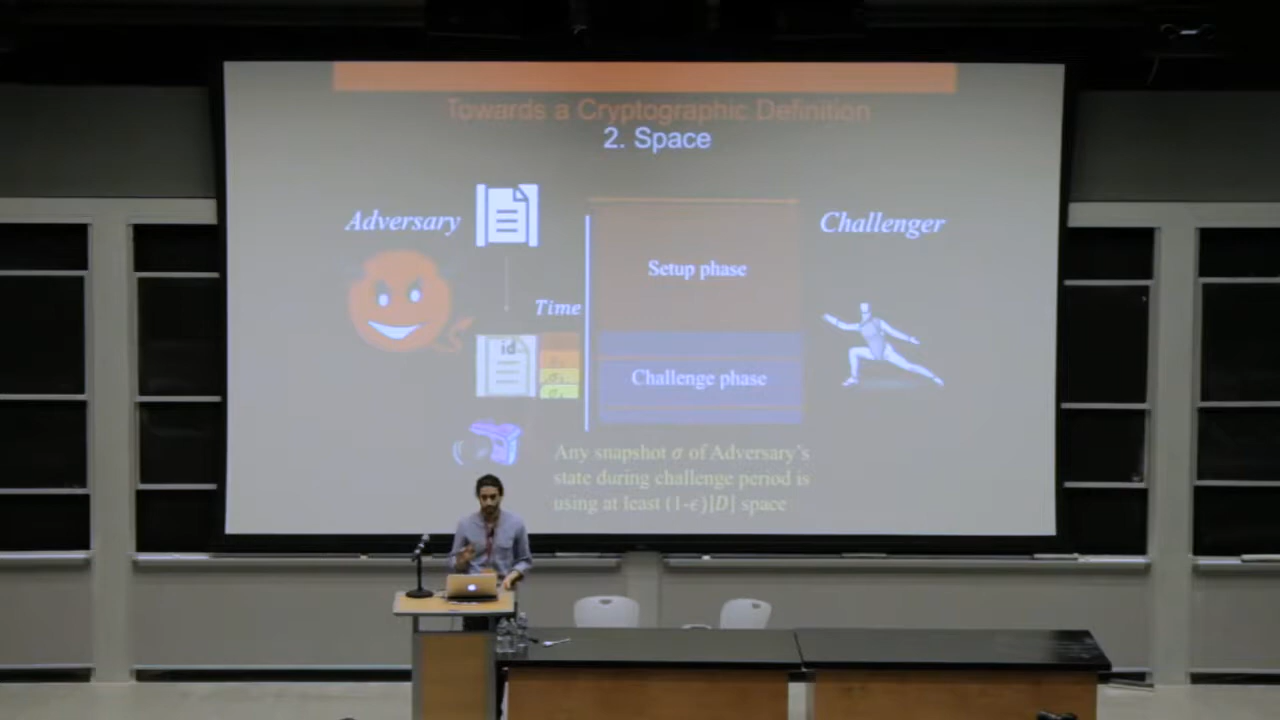 Towards a Cryptographic Definition
2. Space
Adversary
Challenger
Setup phase
Time
id
Challenge phase
Any snapshot σ of Adversary's
state during challenge period is
using at least (1-ϵ)|D| space